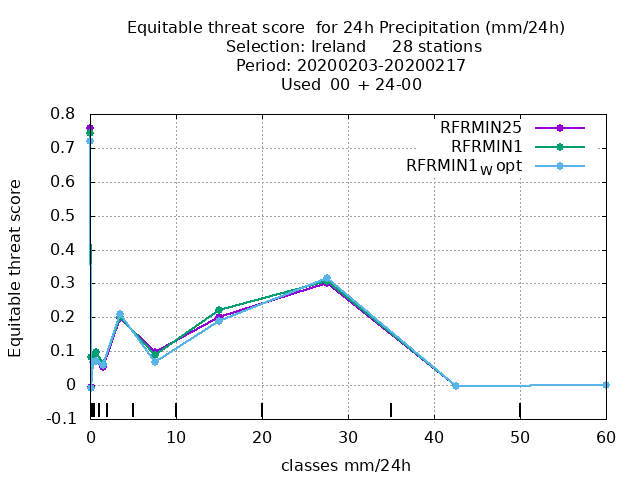 Equitable threat score  for 24h Precipitation (mm/24h)
Selection: Ireland     28 stations
Period: 20200203-20200217
Used  00 + 24-00
RFRMIN25
RFRMIN1
RFRMIN1W opt
Equitable threat score
0.8
0.7
0.6
0.5
0.4
0.3
0.2
0.1
0
-0.1
0 10 20 30 40 50 60
classes mm/24h